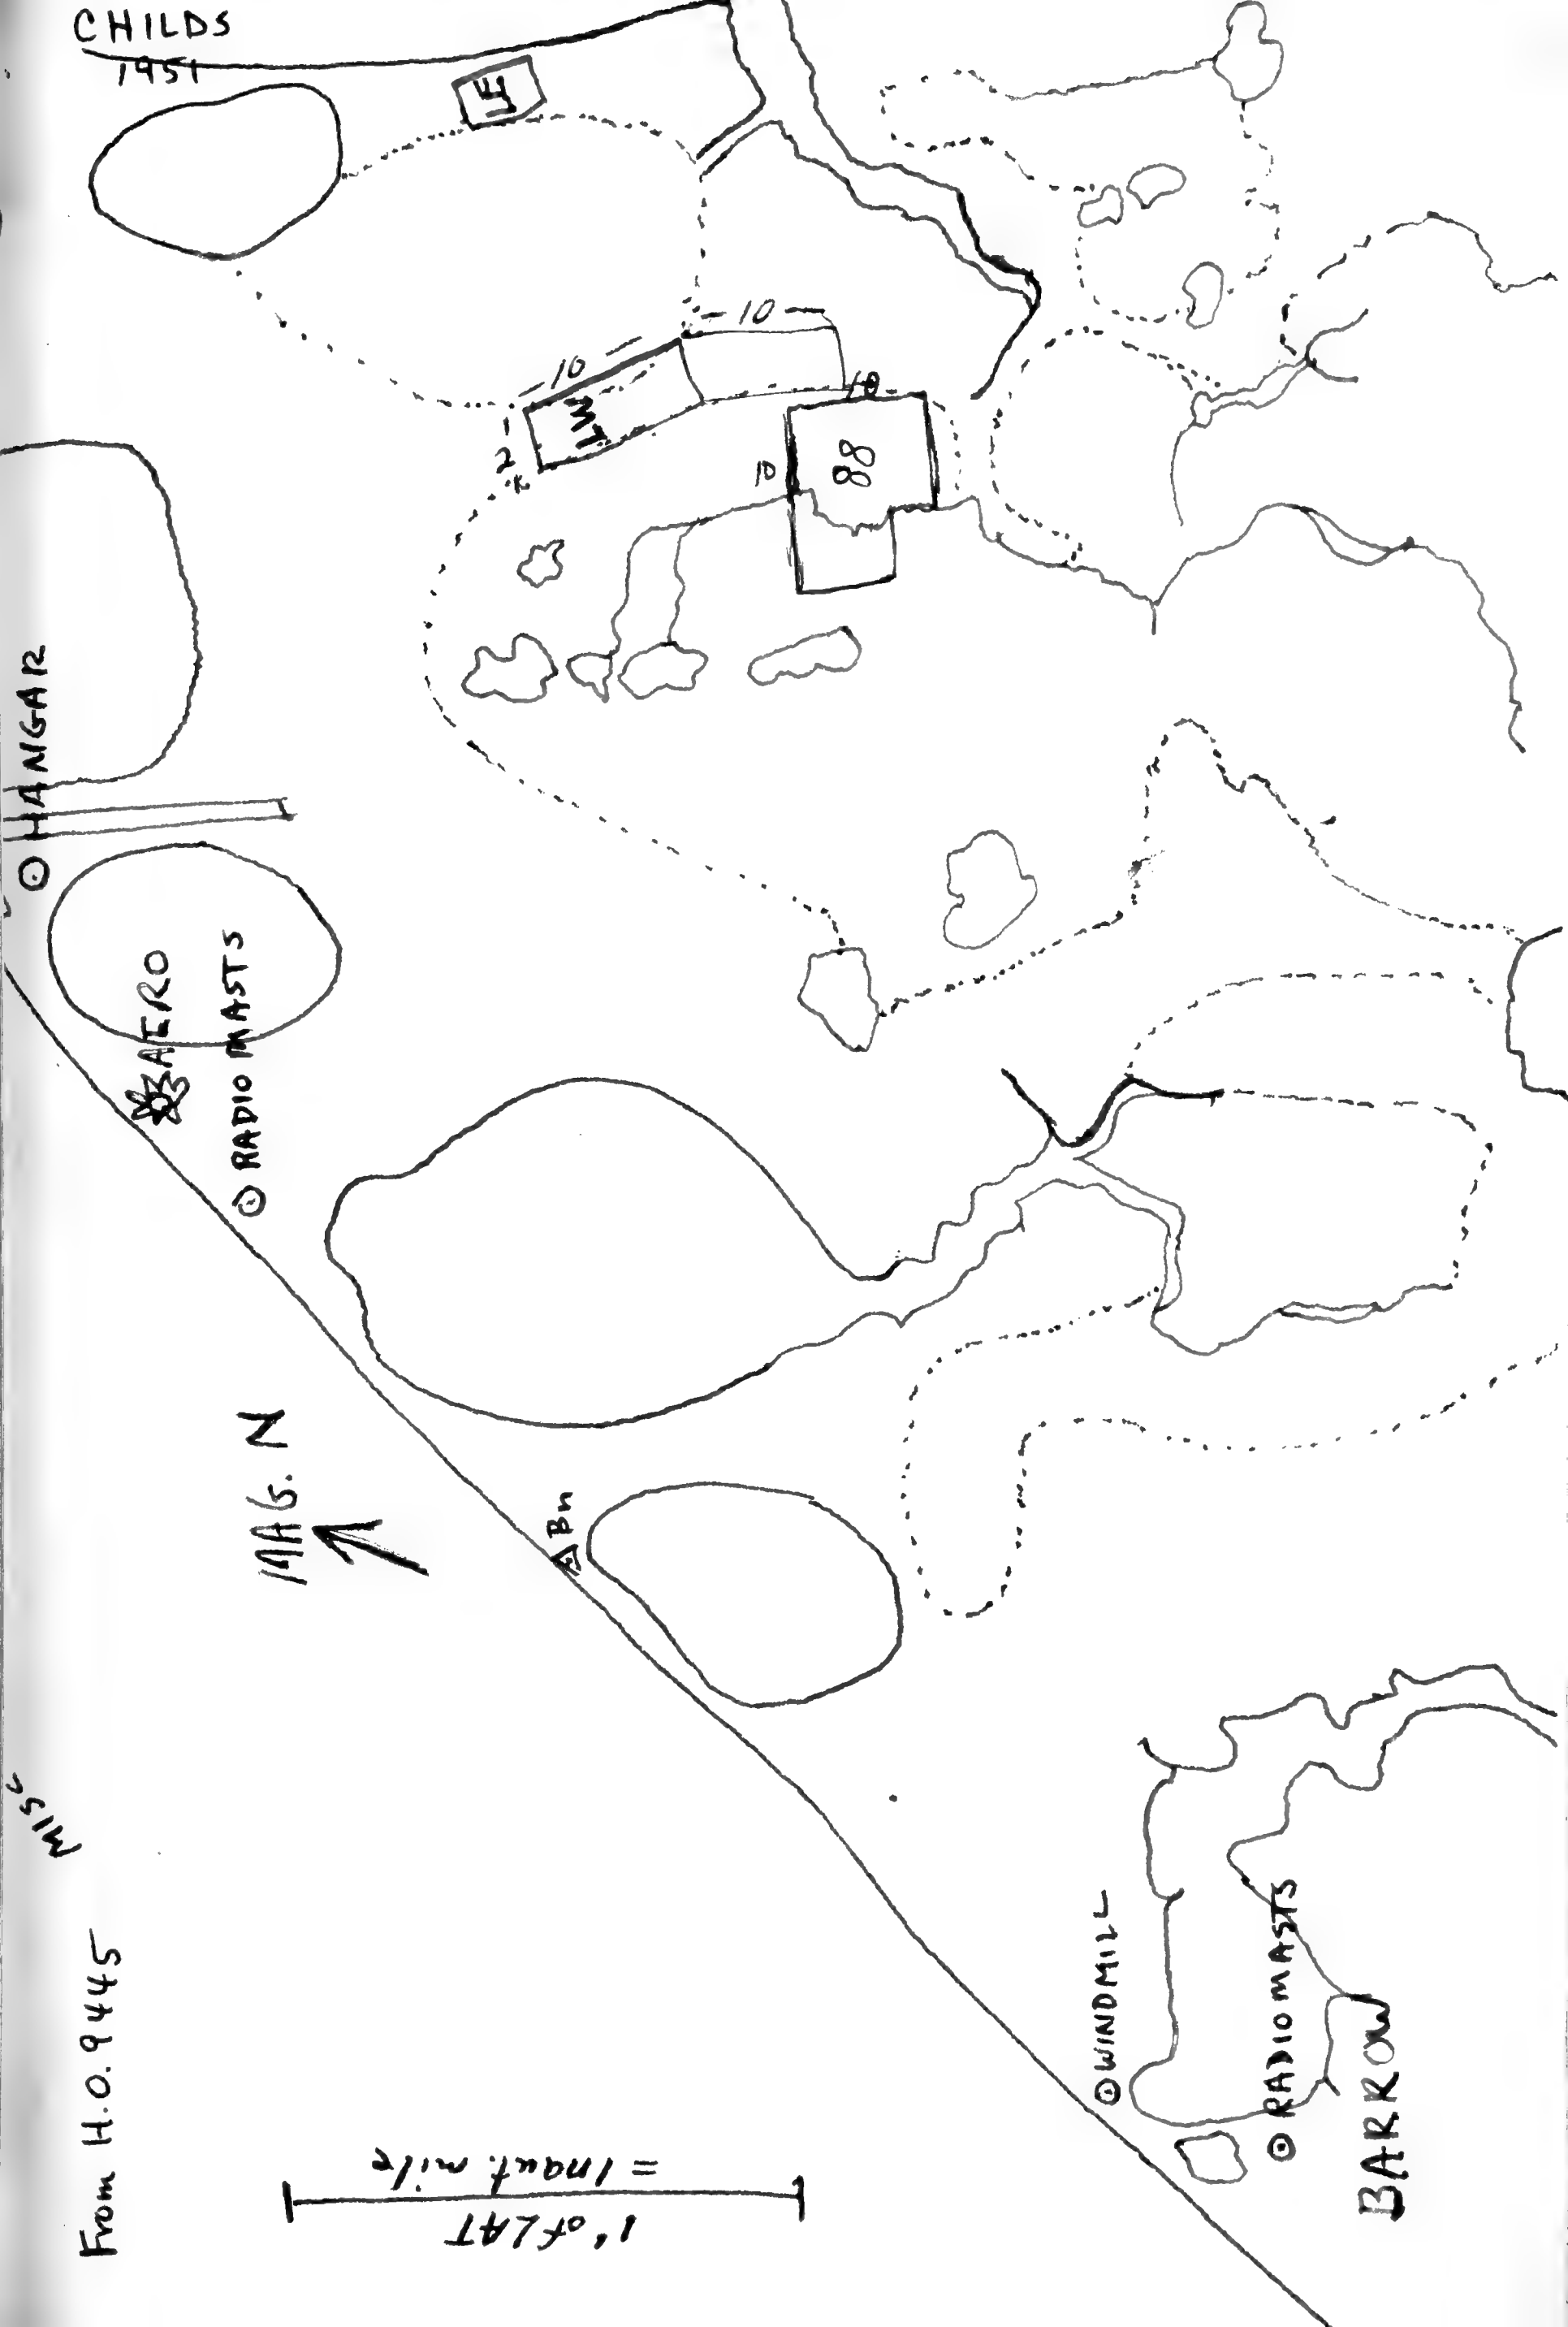 CHILDS
1951
LE
10
10
LW
2
10
10
88
HANGAR
AERO
RADIO MASTS
MAG. N
Bn
MISC
From H.O. 9445
WINDMILL
RADIO MASTS
BARROW
1' of LAT
= 1 naut. mile